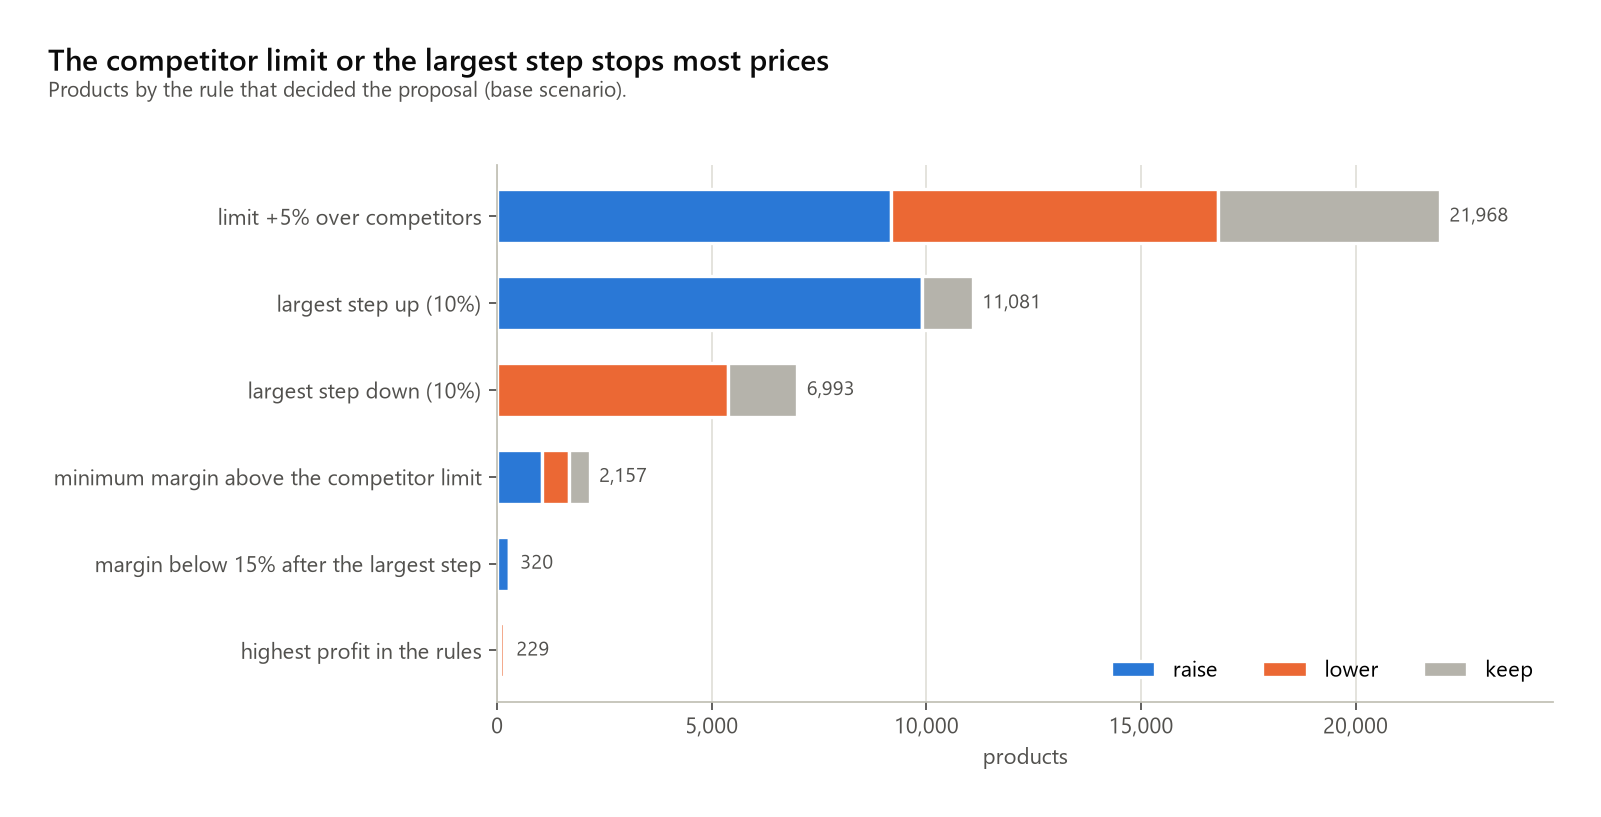 The competitor limit or the largest step stops most prices
Products by the rule that decided the proposal (base scenario).
limit +5% over competitors
21,968
largest step up (10%)
11,081
largest step down (10%)
6,993
minimum margin above the competitor limit
2,157
margin below 15% after the largest step
320
highest profit in the rules
229
raise lower keep
0 5,000 10,000 15,000 20,000
products